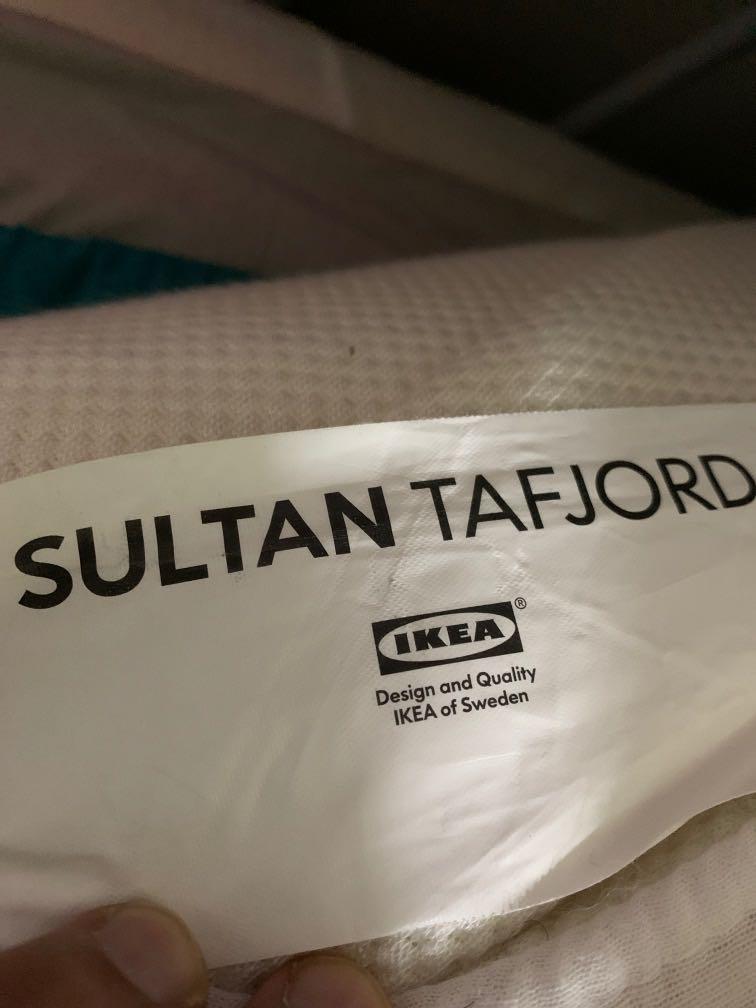 SULTAN TAFJORD
IKEA®
Design and Quality
IKEA of Sweden